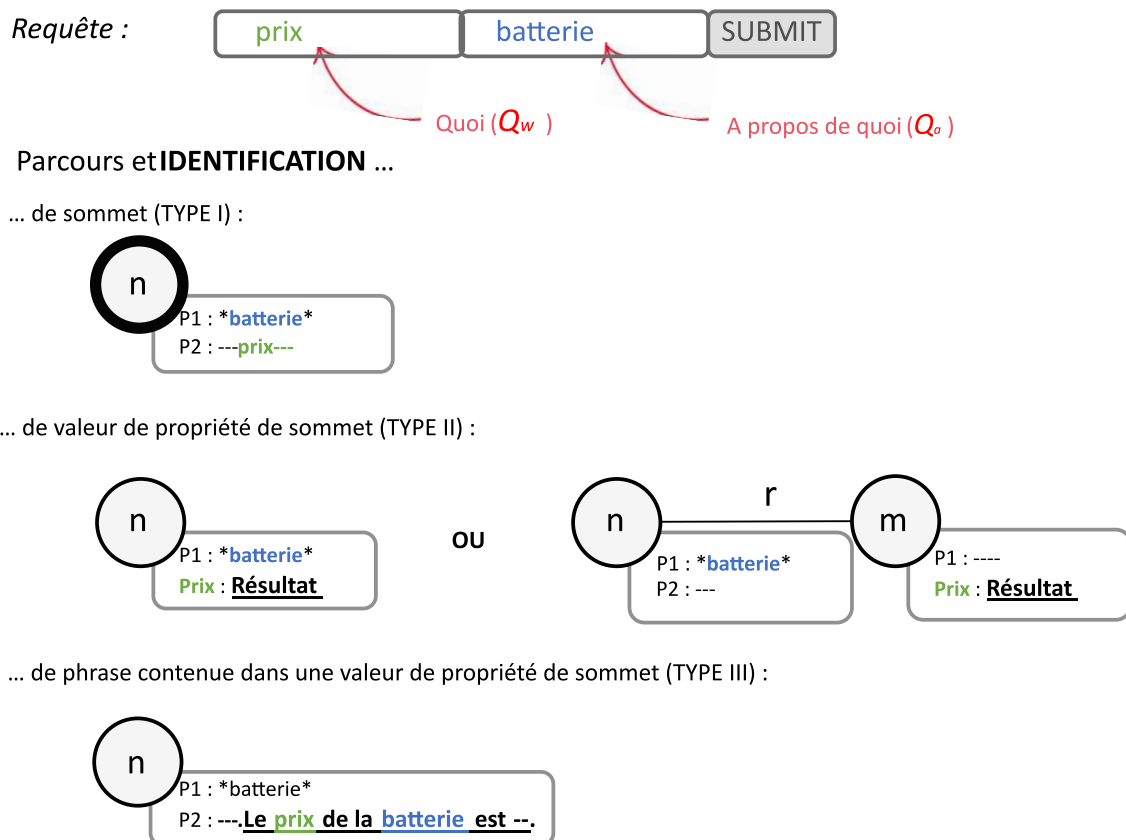 Requête : prix batterie SUBMIT
Quoi (Qw ) A propos de quoi (Qa )
Parcours et IDENTIFICATION ...
... de sommet (TYPE I) :
n
P1 : *batterie*
P2 : ---prix---
... de valeur de propriété de sommet (TYPE II) :
n
P1 : *batterie*
Prix : Résultat
OU
n
r
m
P1 : *batterie*
P2 : ---
P1 : ----
Prix : Résultat
... de phrase contenue dans une valeur de propriété de sommet (TYPE III) :
n
P1 : *batterie*
P2 : ---.Le prix de la batterie est --.